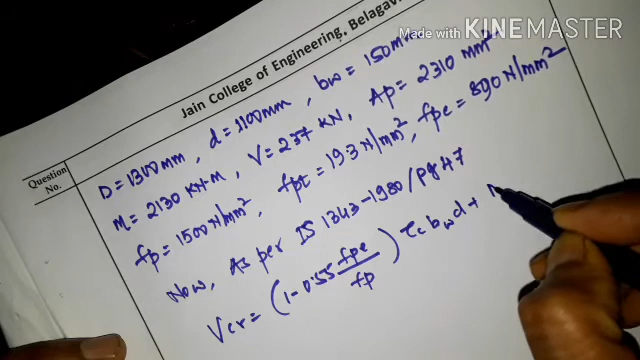 Made with KINEMASTER
Jain College of Engineering, Belagavi
Question No.
D = 1300mm, d = 1100mm, bw = 150mm
M = 2130 KN-M, V = 237 KN, Ap = 2310 mm²
fp = 1500 N/mm², fpt = 19.3 N/mm², fpe = 890 N/mm²
Now, As per IS 1343-1980/Pg 47
Vcr = (1-0.55 fpe/fp) τc bw d +